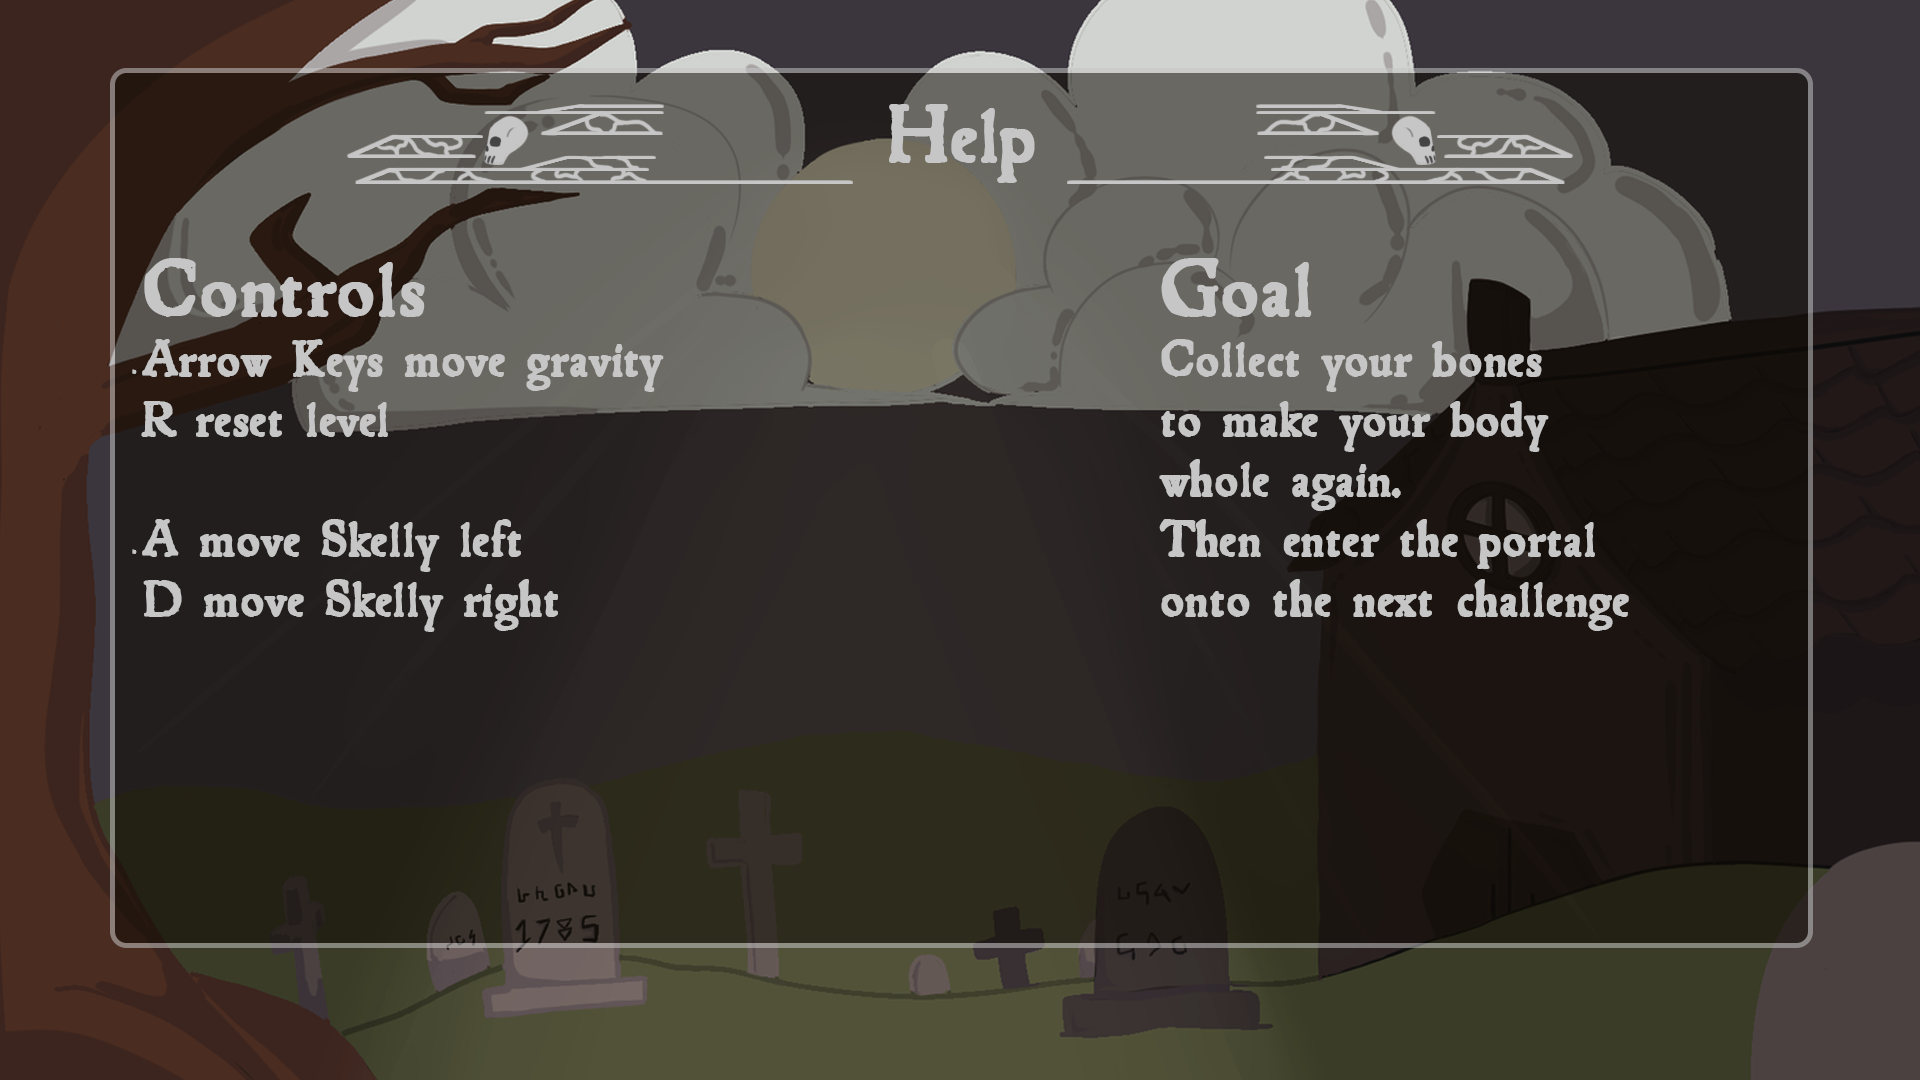 Help
Controls
Arrow Keys move gravity
R reset level
A move Skelly left
D move Skelly right
Goal
Collect your bones
to make your body
whole again.
Then enter the portal
onto the next challenge
1785